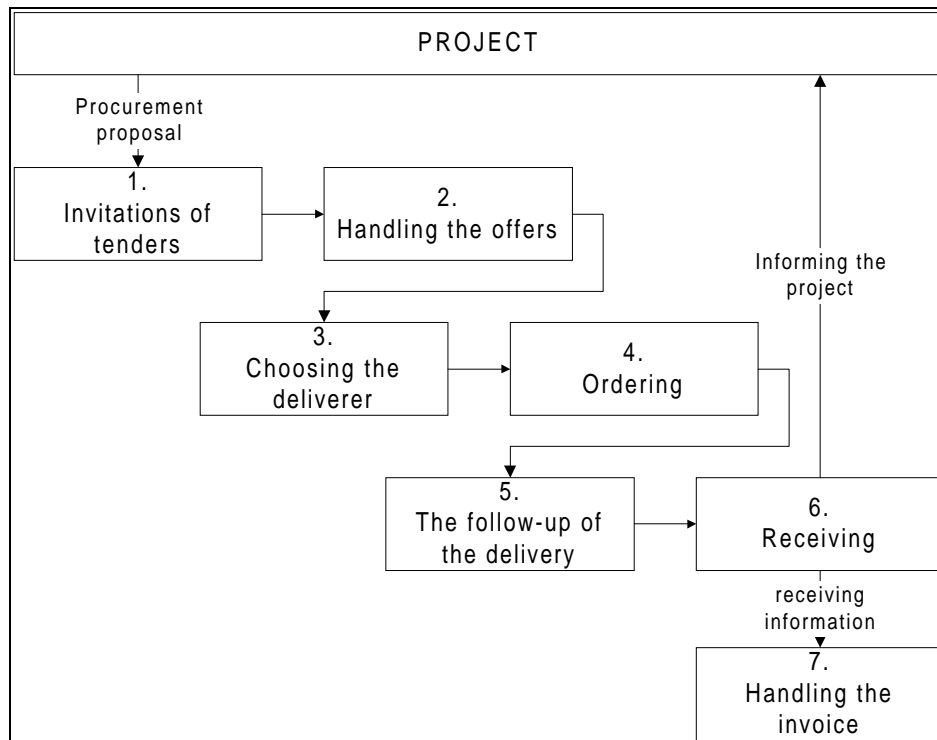 PROJECT
Procurement
proposal
1.
Invitations of
tenders
2.
Handling the offers
Informing the
project
3.
Choosing the
deliverer
4.
Ordering
5.
The follow-up of
the delivery
6.
Receiving
receiving
information
7.
Handling the
invoice